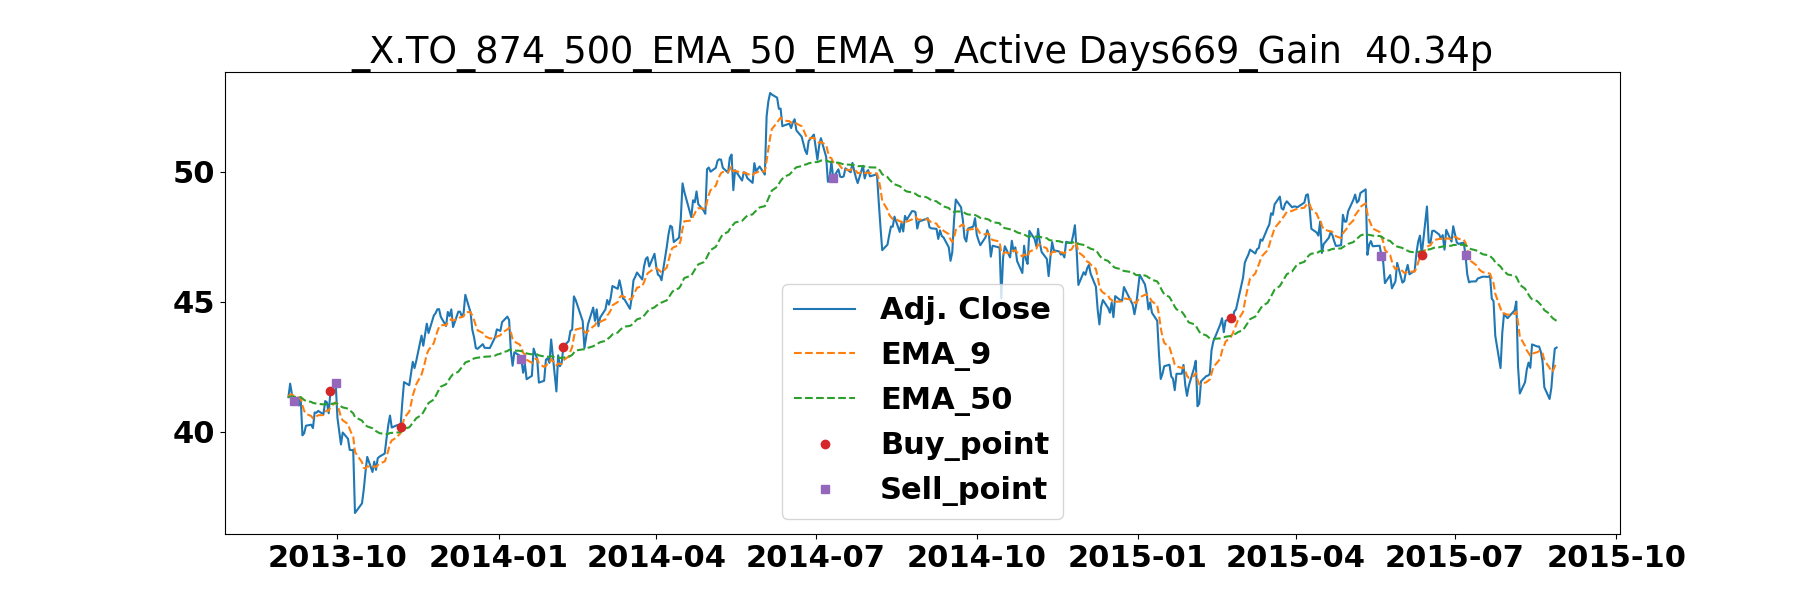 _X.TO_874_500_EMA_50_EMA_9_Active Days669_Gain  40.34p
50
45
40
Adj. Close
EMA_9
EMA_50
Buy_point
Sell_point
2013-10 2014-01 2014-04 2014-07 2014-10 2015-01 2015-04 2015-07 2015-10